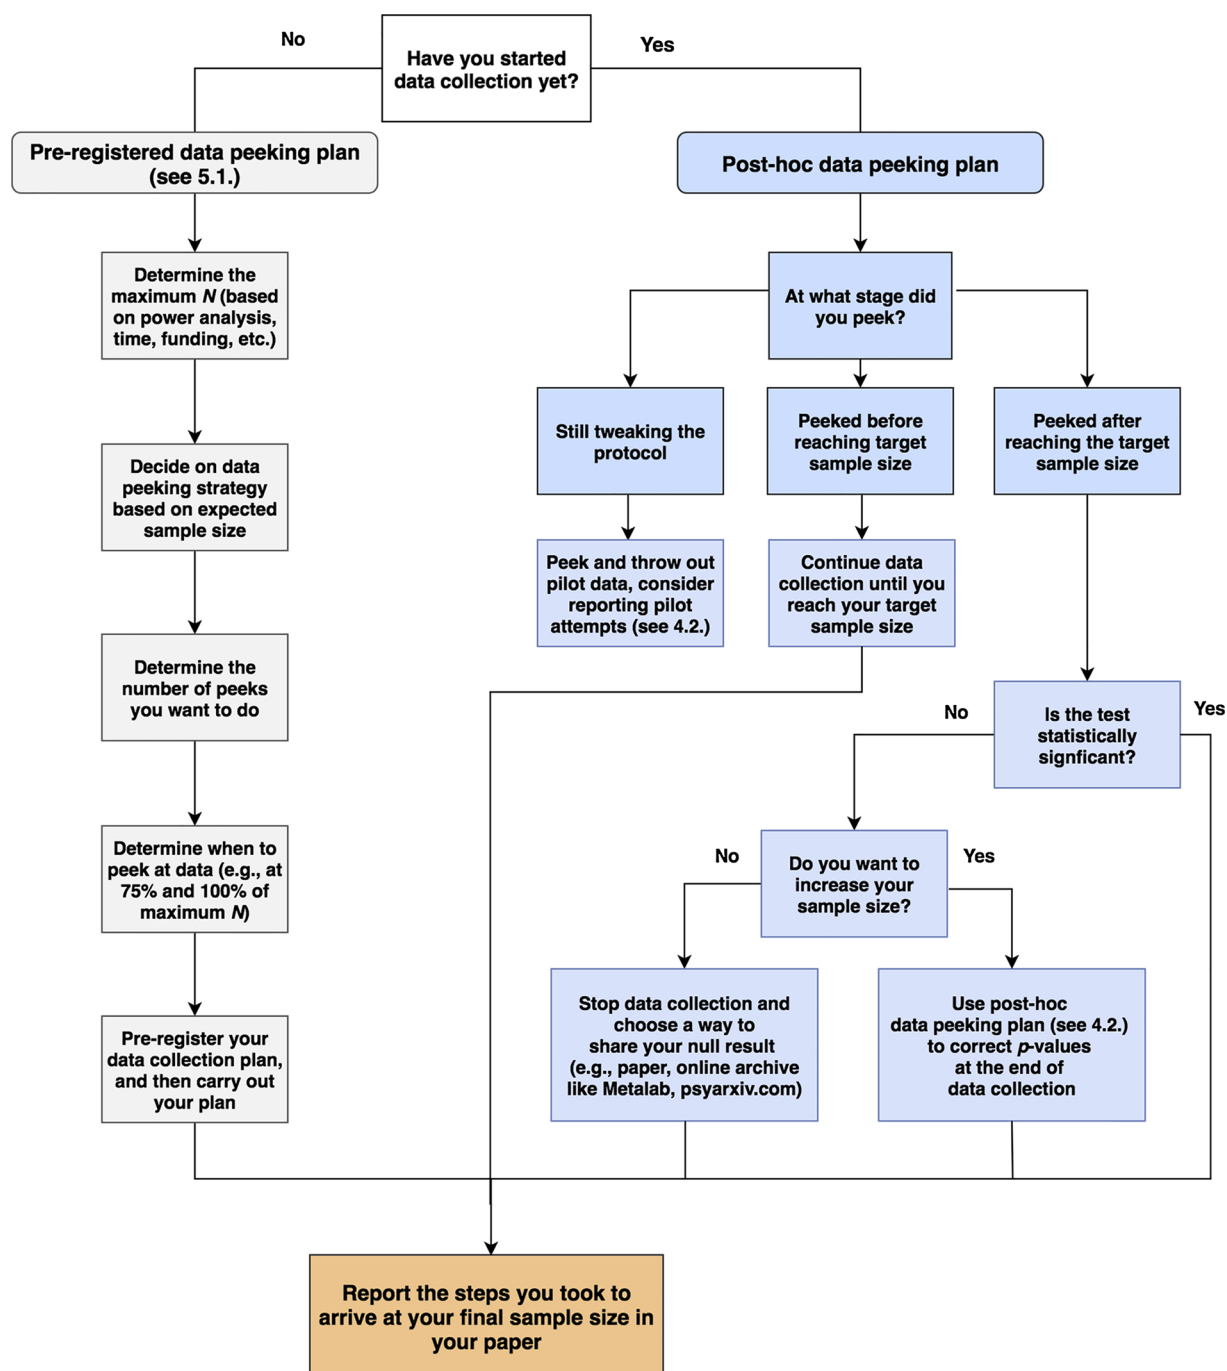 Have you started
data collection yet?
No
Yes
Pre-registered data peeking plan
(see 5.1.)
Determine the
maximum N (based
on power analysis,
time, funding, etc.)
Decide on data
peeking strategy
based on expected
sample size
Determine the
number of peeks
you want to do
Determine when to
peek at data (e.g., at
75% and 100% of
maximum N)
Pre-register your
data collection plan,
and then carry out
your plan
Post-hoc data peeking plan
At what stage did
you peek?
Still tweaking the
protocol
Peek and throw out
pilot data, consider
reporting pilot
attempts (see 4.2.)
Peeked before
reaching target
sample size
Continue data
collection until you
reach your target
sample size
Peeked after
reaching the target
sample size
Is the test
statistically
signficant?
No
Yes
Do you want to
increase your
sample size?
No
Yes
Stop data collection and
choose a way to
share your null result
(e.g., paper, online archive
like Metalab, psyarxiv.com)
Use post-hoc
data peeking plan (see 4.2.)
to correct p-values
at the end of
data collection
Report the steps you took to
arrive at your final sample size in
your paper